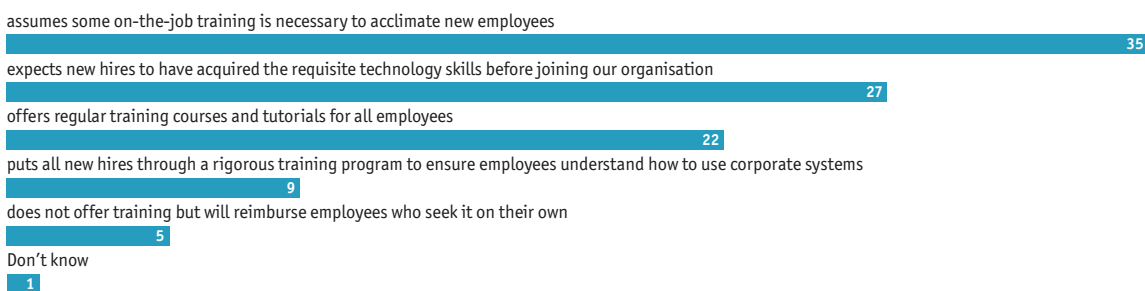 assumes some on-the-job training is necessary to acclimate new employees
35
expects new hires to have acquired the requisite technology skills before joining our organisation
27
offers regular training courses and tutorials for all employees
22
puts all new hires through a rigorous training program to ensure employees understand how to use corporate systems
9
does not offer training but will reimburse employees who seek it on their own
5
Don’t know
1